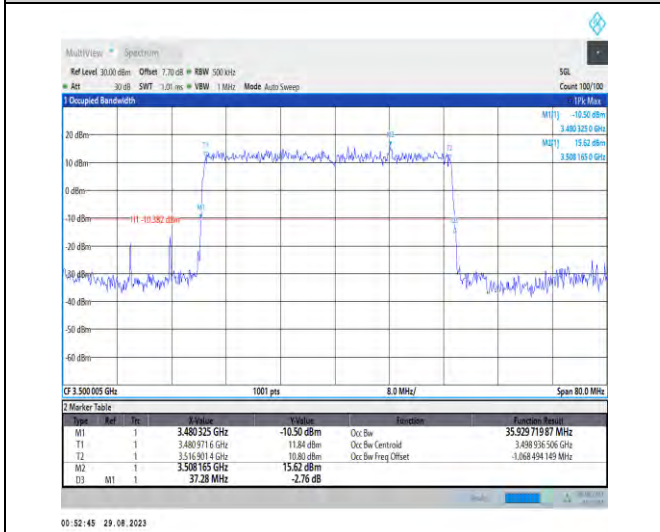 MultiView Spectrum
Ref Level 30.00 dBm Offset 7.70 dB RBW 500 kHz SGL
Att 30 dB SWT 1.01 ms VBW 1 MHz Mode Auto Sweep Count 100/100
1 Occupied Bandwidth 1Pk Max
M1[1] -10.50 dBm
3.480 325 0 GHz
M2[1] 15.62 dBm
3.508 165 0 GHz
20 dBm
M2
T1 T2
10 dBm
0 dBm
M1
-10 dBm
H1 -10.382 dBm
D3
-20 dBm
-30 dBm
-40 dBm
-50 dBm
-60 dBm
CF 3.500 005 GHz 1001 pts 8.0 MHz/ Span 80.0 MHz
2 Marker Table
Type Ref Trc X-Value Y-Value Function Function Result
M1 1 3.480 325 GHz -10.50 dBm Occ Bw 35.929 719 87 MHz
T1 1 3.480 971 6 GHz 11.84 dBm Occ Bw Centroid 3.498 936 506 GHz
T2 1 3.516 901 4 GHz 10.80 dBm Occ Bw Freq Offset -1.068 494 149 MHz
M2 1 3.508 165 GHz 15.62 dBm
D3 M1 1 37.28 MHz -2.76 dB
00:52:45 29.08.2023